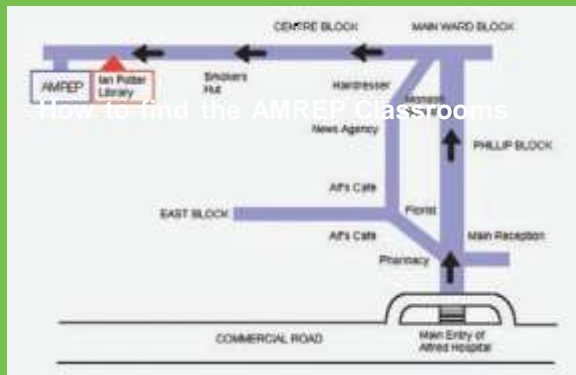 CENTRE BLOCK
MAIN WARD BLOCK
AMREP
Ian Potter
Library
Smokers
Hut
Hairdresser
How to find the AMREP Classrooms
News Agency
PHILLIP BLOCK
Alf's Cafe
EAST BLOCK
Florist
Alf's Cafe
Main Reception
Pharmacy
COMMERCIAL ROAD
Main Entry of
Alfred Hospital